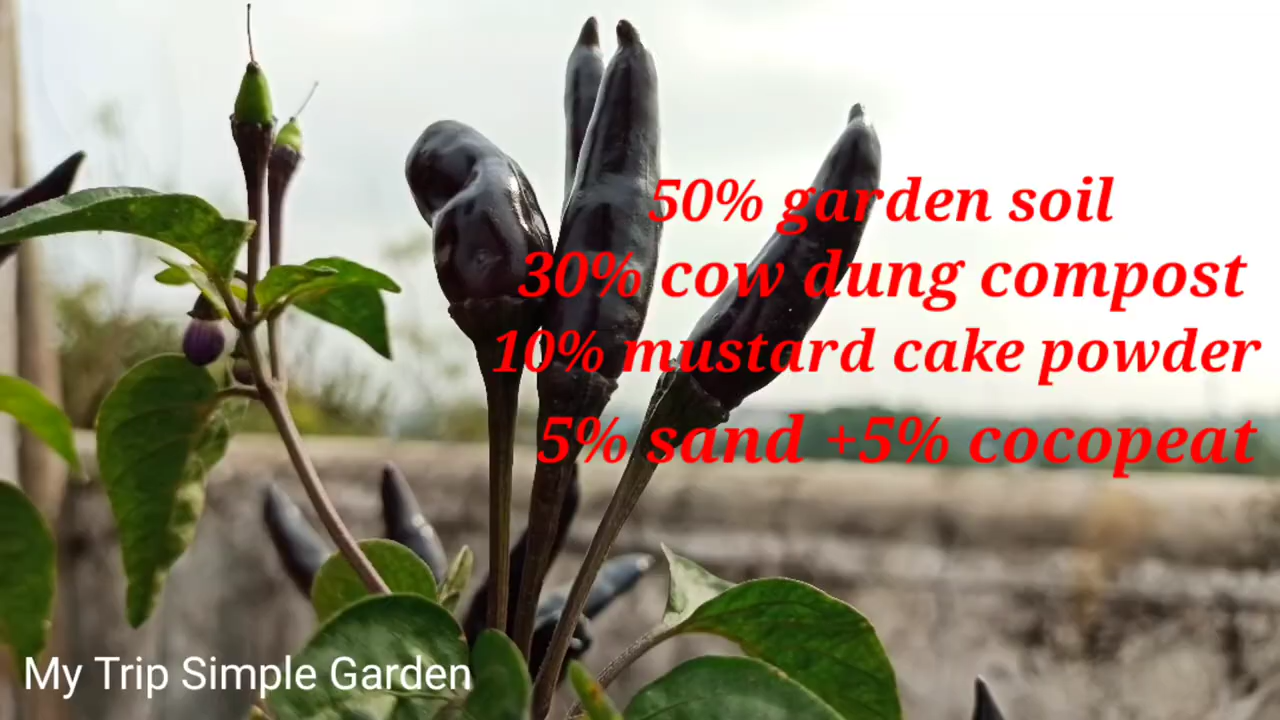 50% garden soil
30% cow dung compost
10% mustard cake powder
5% sand +5% cocopeat
My Trip Simple Garden